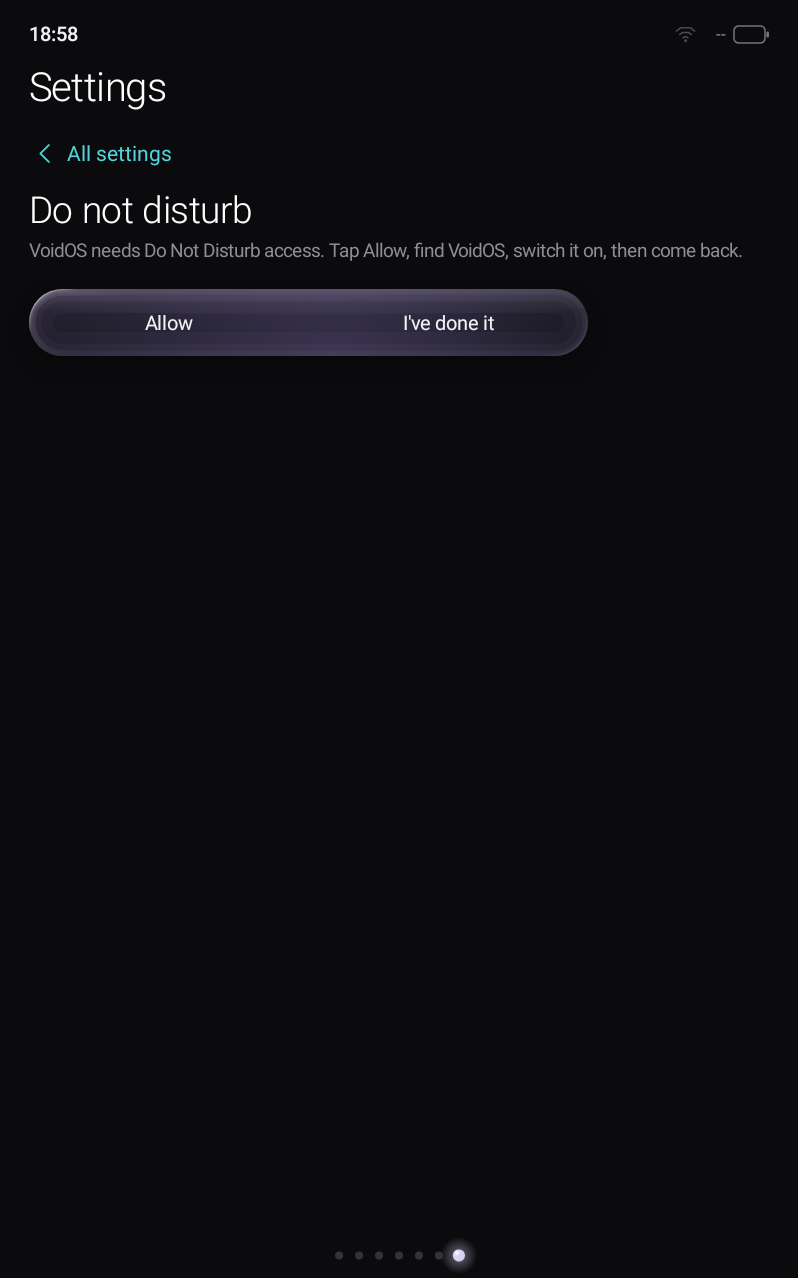 18:58
--
Settings
All settings
Do not disturb
VoidOS needs Do Not Disturb access. Tap Allow, find VoidOS, switch it on, then come back.
Allow I've done it